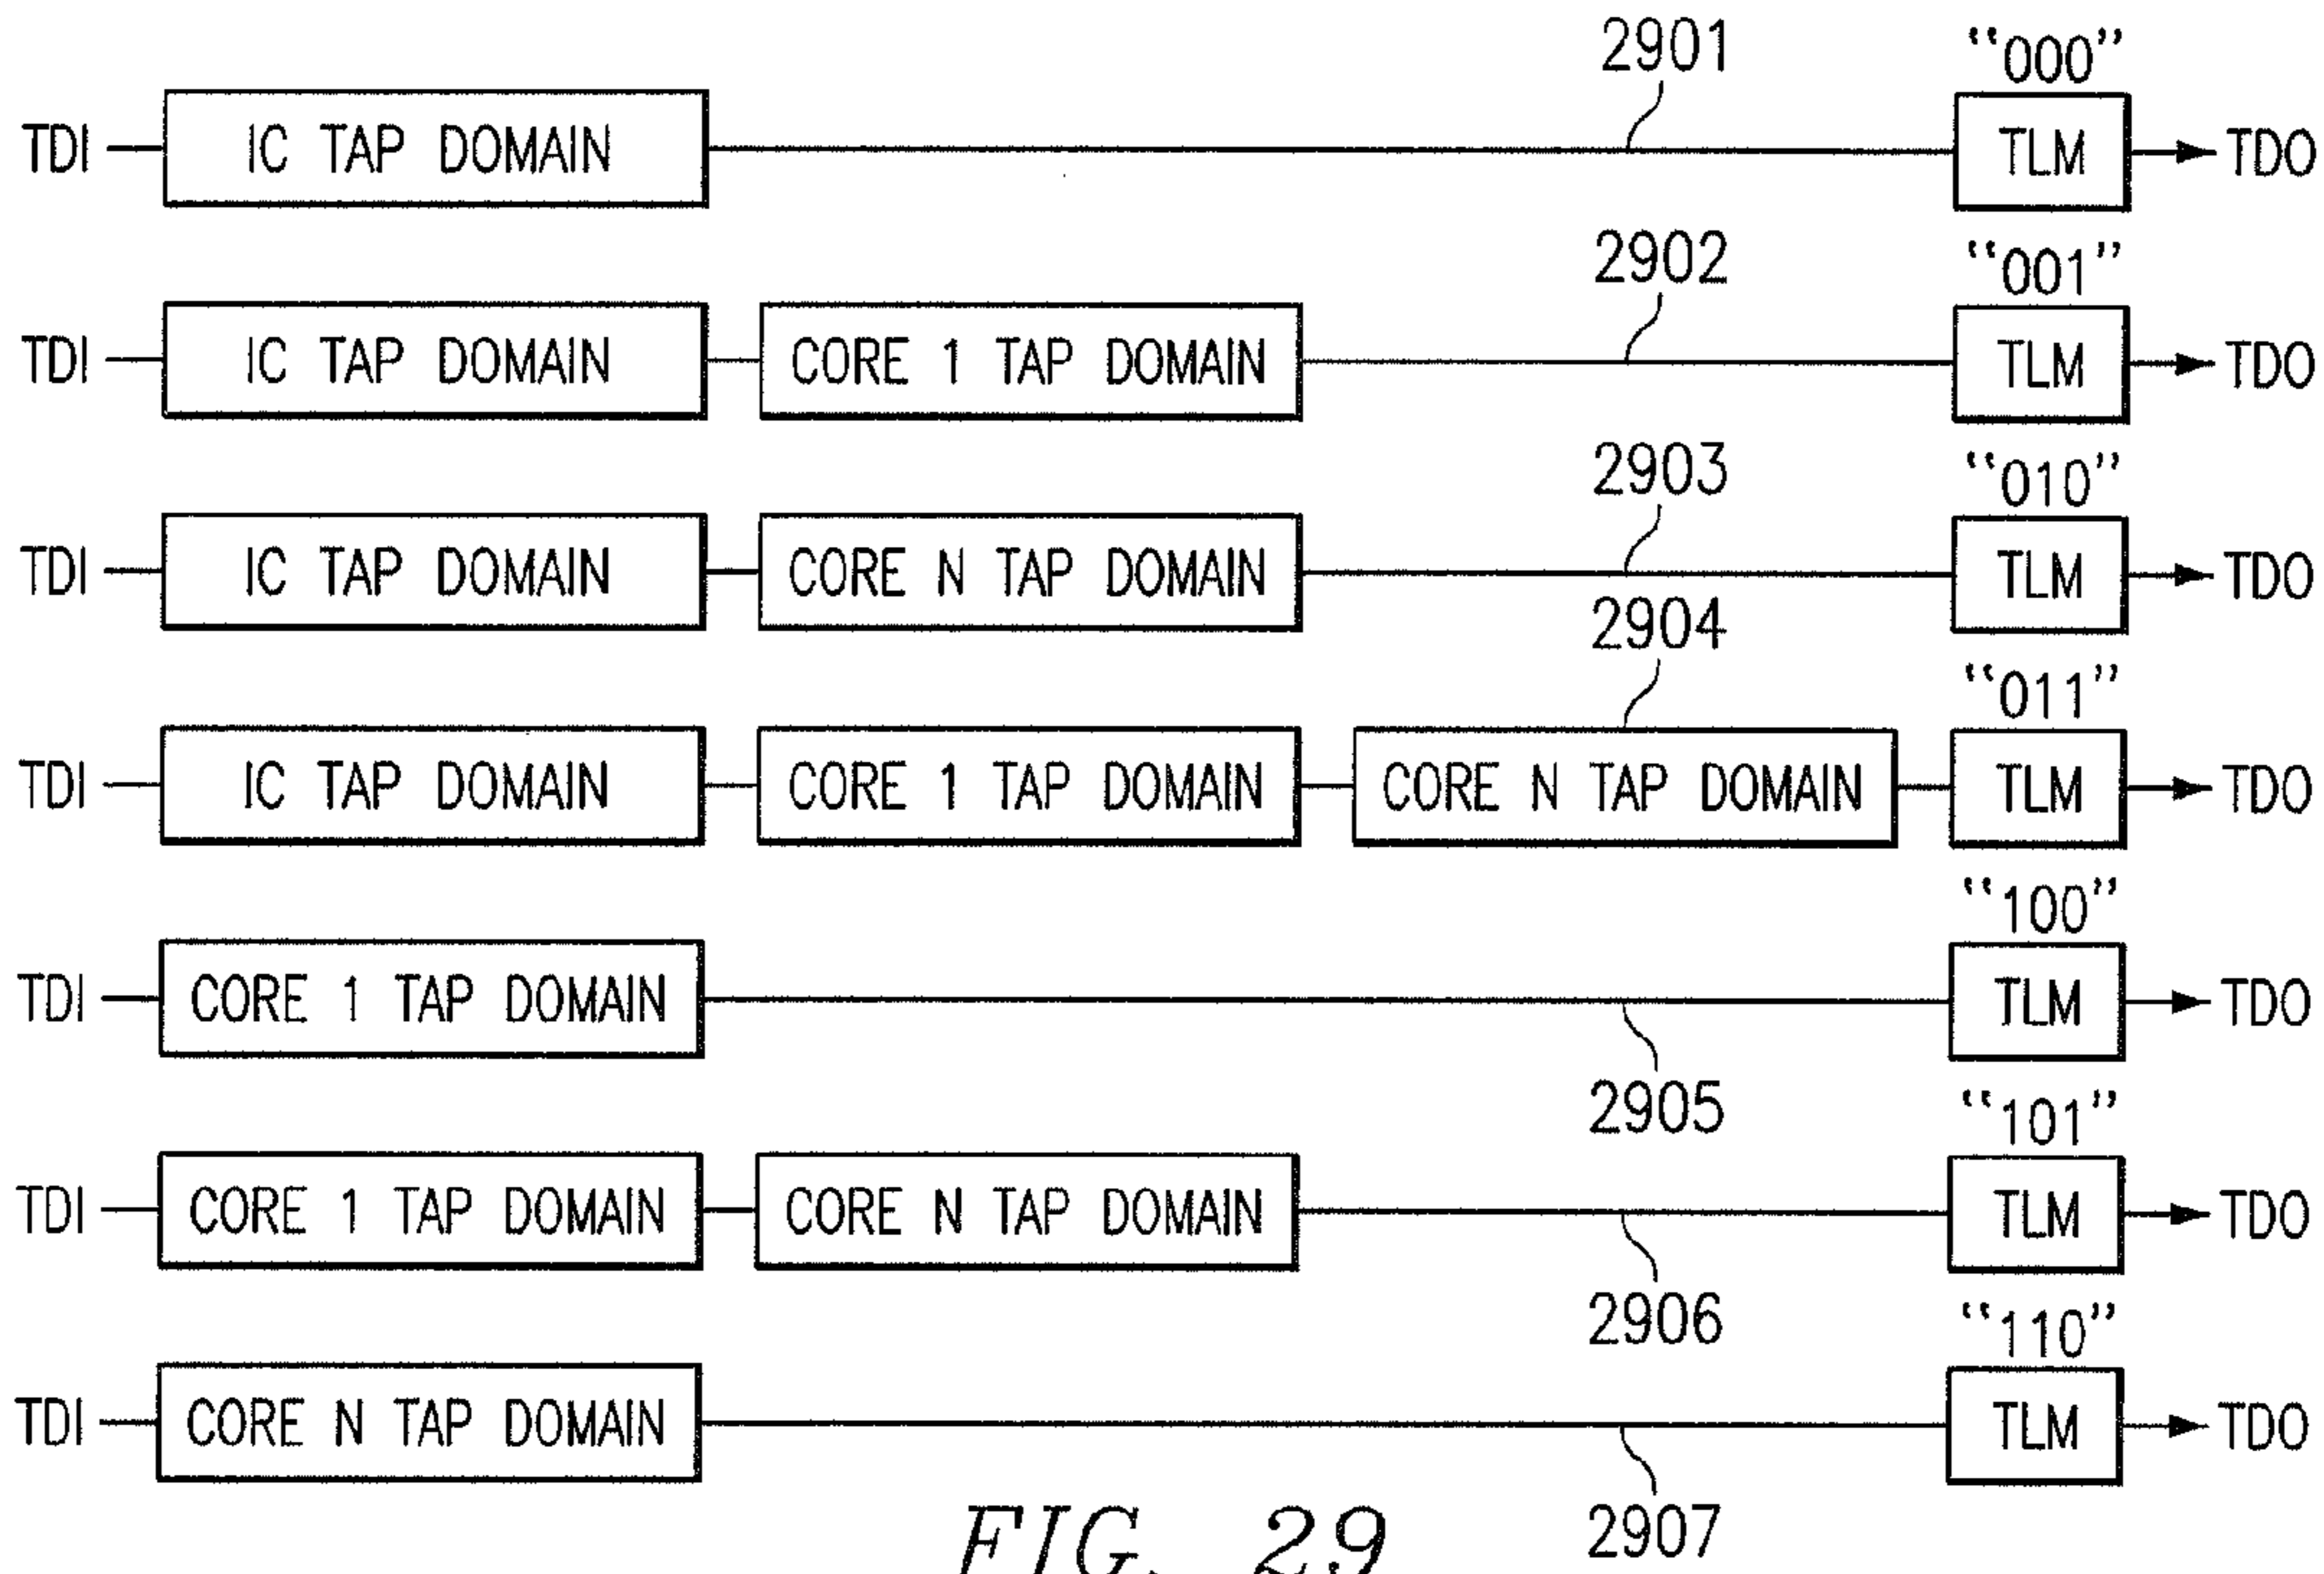 2901 “000”
TDI IC TAP DOMAIN TLM TDO
2902 “001”
TDI IC TAP DOMAIN CORE 1 TAP DOMAIN TLM TDO
2903 “010”
TDI IC TAP DOMAIN CORE N TAP DOMAIN TLM TDO
2904 “011”
TDI IC TAP DOMAIN CORE 1 TAP DOMAIN CORE N TAP DOMAIN TLM TDO
“100”
TDI CORE 1 TAP DOMAIN TLM TDO
2905 “101”
TDI CORE 1 TAP DOMAIN CORE N TAP DOMAIN TLM TDO
2906 “110”
TDI CORE N TAP DOMAIN TLM TDO
2907
FIG. 29